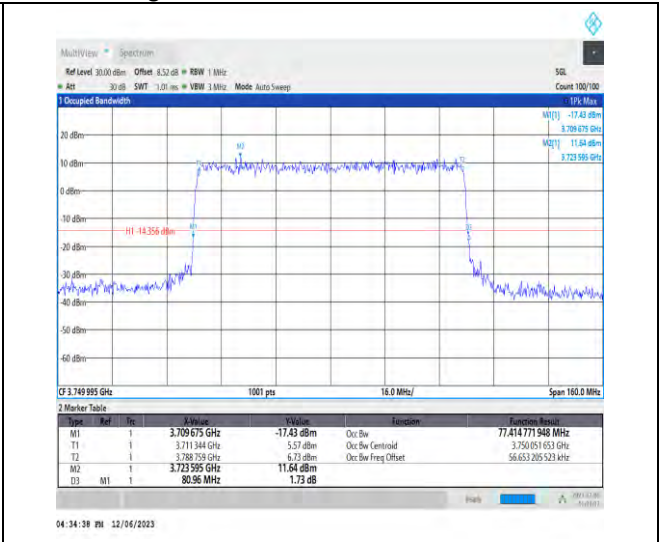 MultiView Spectrum
Ref Level 30.00 dBm Offset 8.52 dB RBW 1 MHz SGL
Att 30 dB SWT 1.01 ms VBW 3 MHz Mode Auto Sweep Count 100/100
1 Occupied Bandwidth 1Pk Max
M1[1] -17.43 dBm
3.709 675 GHz
M2[1] 11.64 dBm
3.723 595 GHz
20 dBm
M2
10 dBm
T1 T2
0 dBm
-10 dBm
H1 -14.356 dBm M1 D3
-20 dBm
-30 dBm
-40 dBm
-50 dBm
-60 dBm
CF 3.749 995 GHz 1001 pts 16.0 MHz/ Span 160.0 MHz
2 Marker Table
Type Ref Trc X-Value Y-Value Function Function Result
M1 1 3.709 675 GHz -17.43 dBm Occ Bw 77.414 771 948 MHz
T1 1 3.711 344 GHz 5.57 dBm Occ Bw Centroid 3.750 051 653 GHz
T2 1 3.788 759 GHz 6.73 dBm Occ Bw Freq Offset 56.653 205 523 kHz
M2 1 3.723 595 GHz 11.64 dBm
D3 M1 1 80.96 MHz 1.73 dB
04:34:38 PM 12/06/2023